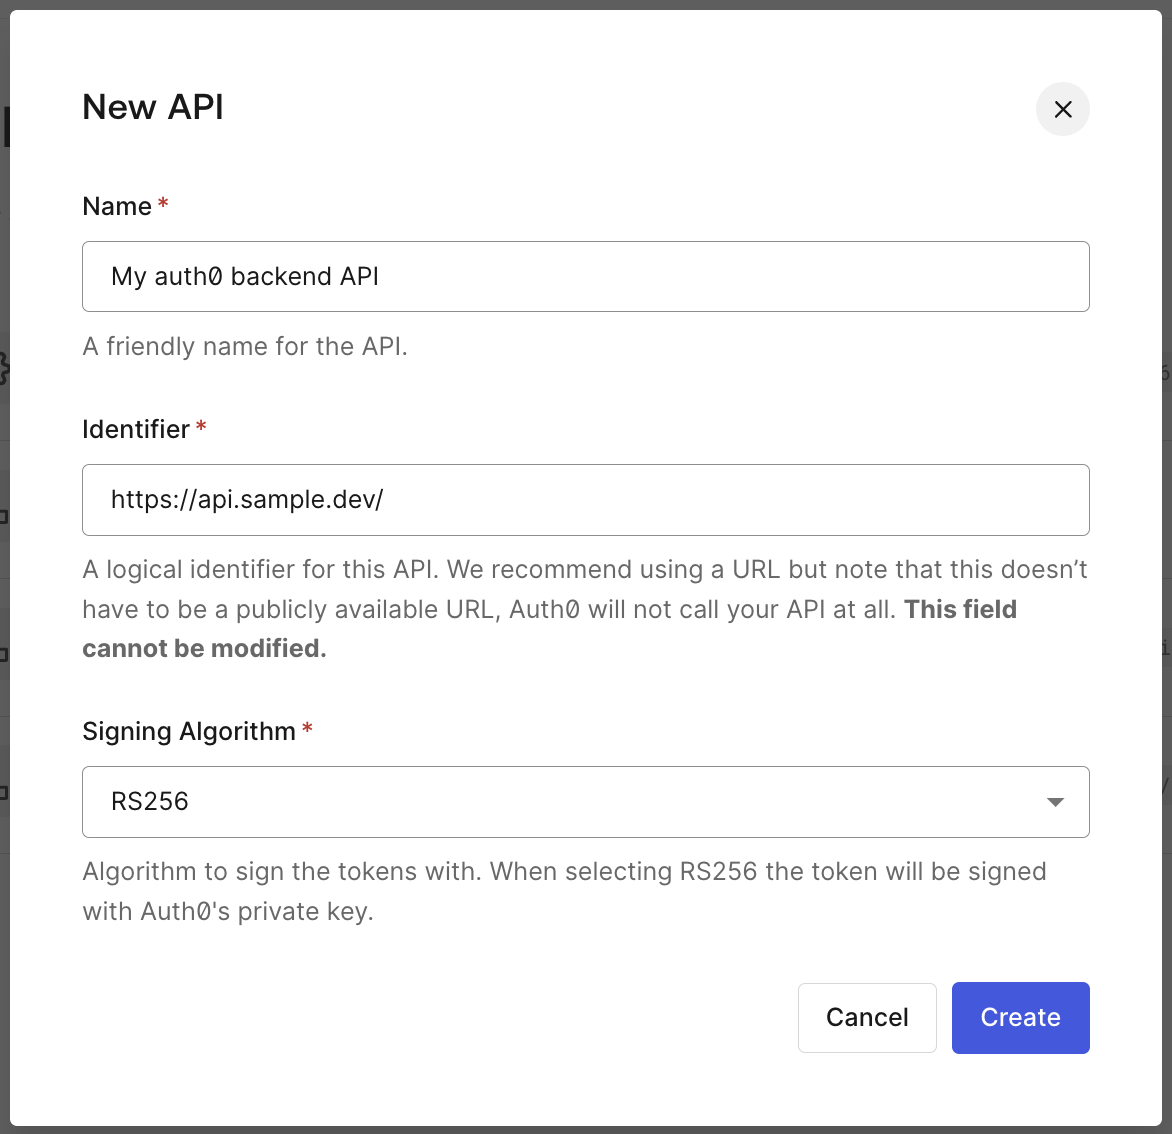 New API
Name *
My auth0 backend API
A friendly name for the API.
Identifier *
https://api.sample.dev/
A logical identifier for this API. We recommend using a URL but note that this doesn’t
have to be a publicly available URL, Auth0 will not call your API at all. This field
cannot be modified.
Signing Algorithm *
RS256
Algorithm to sign the tokens with. When selecting RS256 the token will be signed
with Auth0's private key.
Cancel Create